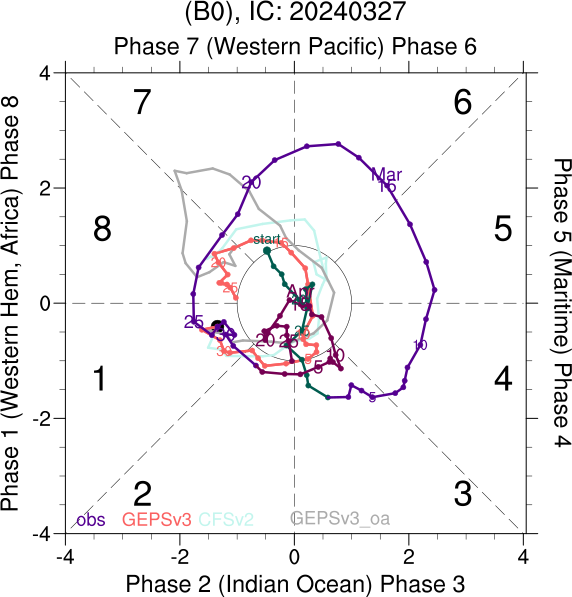 (B0), IC: 20240327
Phase 7 (Western Pacific) Phase 6
4
2
0
-2
-4
Phase 1 (Western Hem, Africa) Phase 8
Phase 5 (Maritime) Phase 4
7
6
8
5
1
4
2
3
20
Mar
15
start
15
20
25
Apr
25
10
20
25
20
5
10
30
5
obs
GEPSv3
CFSv2
GEPSv3_oa
-4
-2
0
2
4
Phase 2 (Indian Ocean) Phase 3